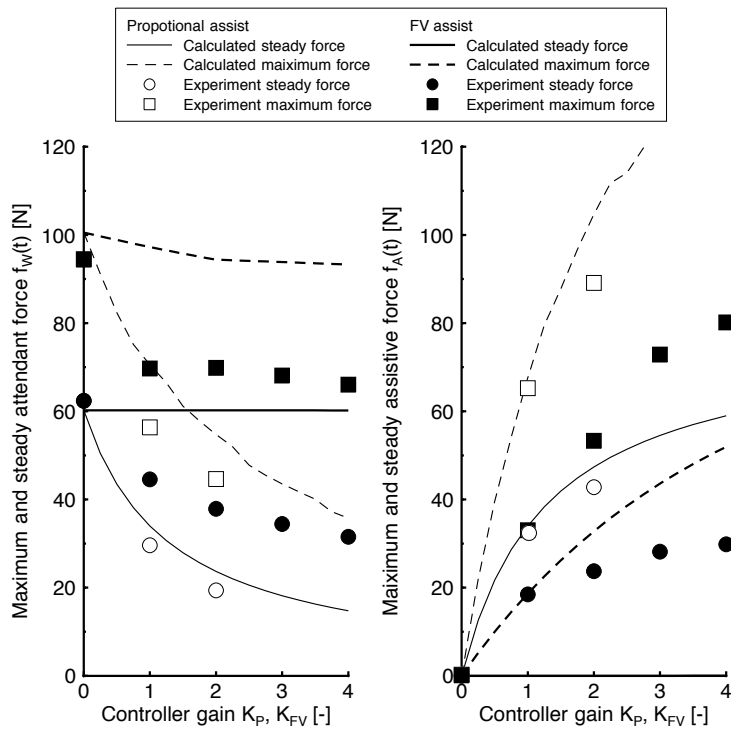 Propotional assist
Calculated steady force
Calculated maiximum force
Experiment steady force
Experiment maximum force
FV assist
Calculated steady force
Calculated maximum force
Experiment steady force
Experiment maximum force
Maximum and steady attendant force f_W(t) [N]
120
100
80
60
40
20
0
0 1 2 3 4
Controller gain K_P, K_FV [-]
Maiximum and steady assistive force f_A(t) [N]
120
100
80
60
40
20
0
0 1 2 3 4
Controller gain K_P, K_FV [-]